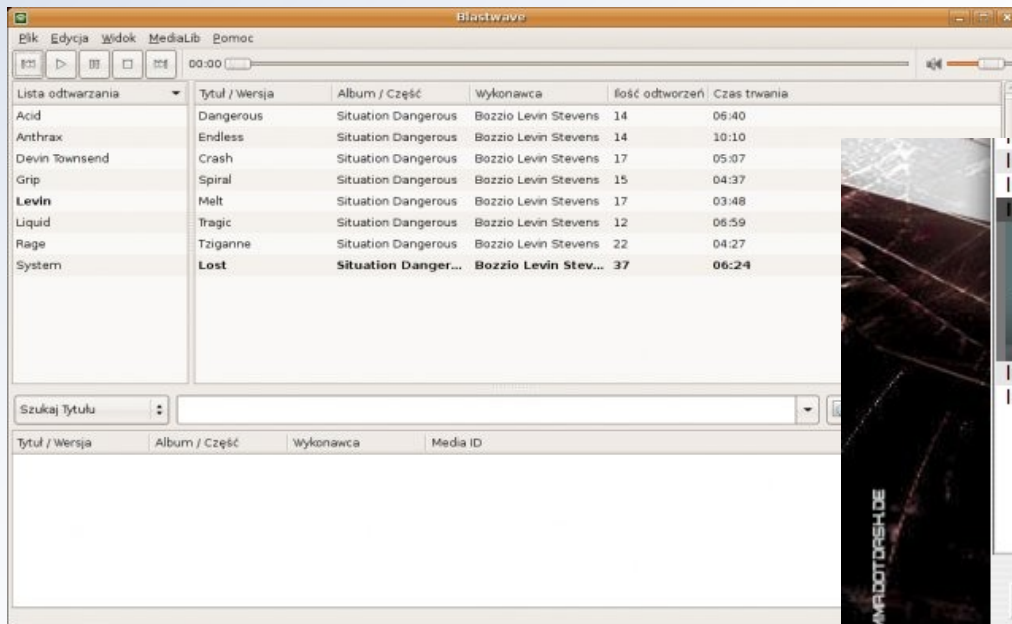 Blastwave
Plik Edycja Widok MediaLib Pomoc
00:00
Lista odtwarzania Tytuł / Wersja Album / Część Wykonawca Ilość odtworzeń Czas trwania
Acid Dangerous Situation Dangerous Bozzio Levin Stevens 14 06:40
Anthrax Endless Situation Dangerous Bozzio Levin Stevens 14 10:10
Devin Townsend Crash Situation Dangerous Bozzio Levin Stevens 17 05:07
Grip Spiral Situation Dangerous Bozzio Levin Stevens 15 04:37
Levin Melt Situation Dangerous Bozzio Levin Stevens 17 03:48
Liquid Tragic Situation Dangerous Bozzio Levin Stevens 12 06:59
Rage Tziganne Situation Dangerous Bozzio Levin Stevens 22 04:27
System Lost Situation Danger... Bozzio Levin Stev... 37 06:24
Szukaj Tytułu
Tytuł / Wersja Album / Część Wykonawca Media ID